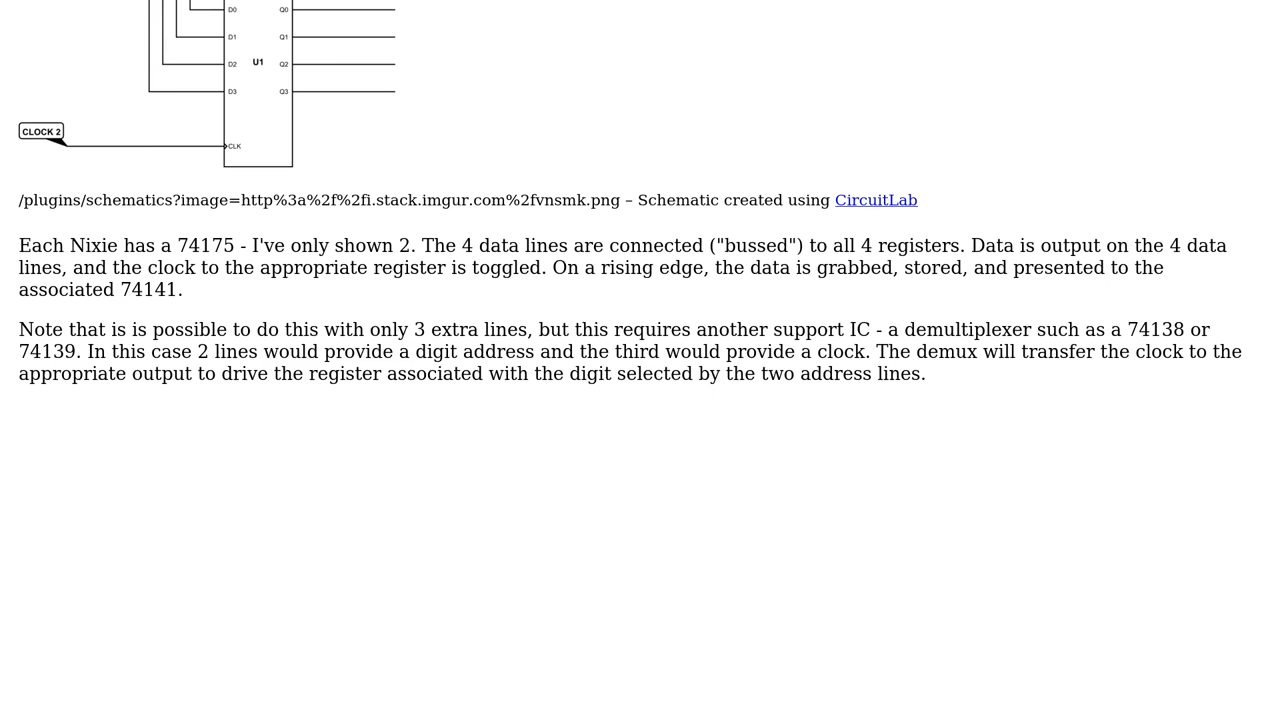 D0 Q0
D1 Q1
U1
D2 Q2
D3 Q3
CLOCK 2
CLK
/plugins/schematics?image=http%3a%2f%2fi.stack.imgur.com%2fvnsmk.png – Schematic created using CircuitLab
Each Nixie has a 74175 - I've only shown 2. The 4 data lines are connected ("bussed") to all 4 registers. Data is output on the 4 data
lines, and the clock to the appropriate register is toggled. On a rising edge, the data is grabbed, stored, and presented to the
associated 74141.
Note that is is possible to do this with only 3 extra lines, but this requires another support IC - a demultiplexer such as a 74138 or
74139. In this case 2 lines would provide a digit address and the third would provide a clock. The demux will transfer the clock to the
appropriate output to drive the register associated with the digit selected by the two address lines.